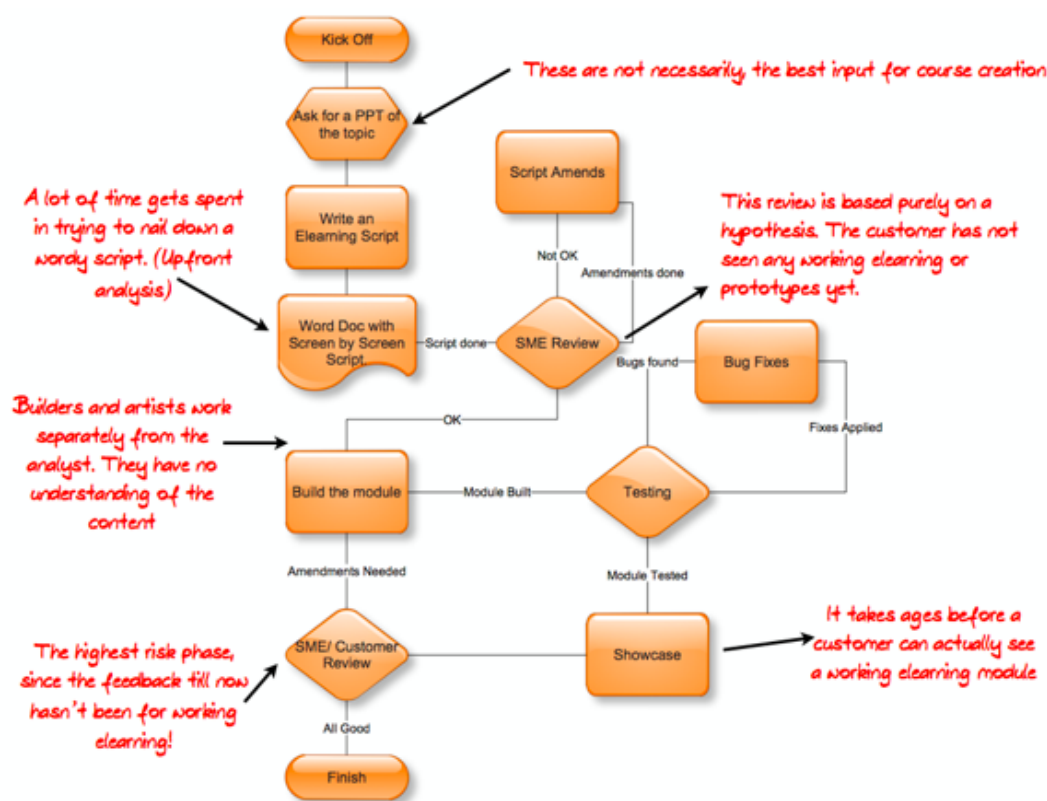 Kick Off
These are not necessarily, the best input for course creation
Ask for a PPT of
the topic
Script Amends
A lot of time gets spent
in trying to nail down a
wordy script. (Upfront
analysis)
Write an
Elearning Script
This review is based purely on a
hypothesis. The customer has not
seen any working elearning or
prototypes yet.
Not OK
Amendments done
Word Doc with
Screen by Screen
Script.
Script done
SME Review
Bugs found
Bug Fixes
Builders and artists work
separately from the
analyst. They have no
understanding of the
content
OK
Fixes Applied
Build the module
Module Built
Testing
Amendments Needed
Module Tested
The highest risk phase,
since the feedback till now
hasn't been for working
elearning!
SME/ Customer
Review
Showcase
It takes ages before a
customer can actually see
a working elearning module
All Good
Finish